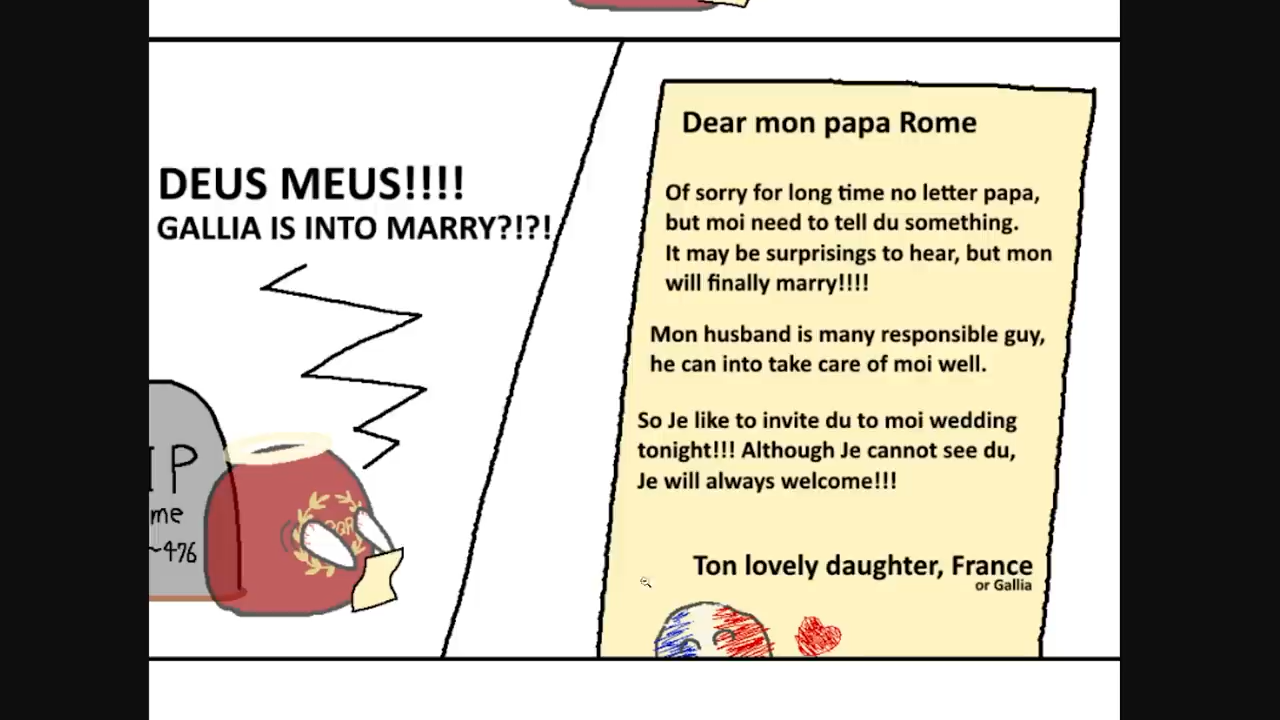 DEUS MEUS!!!!
GALLIA IS INTO MARRY?!?!
IP
me
~476
Dear mon papa Rome
Of sorry for long time no letter papa,
but moi need to tell du something.
It may be surprisings to hear, but mon
will finally marry!!!!
Mon husband is many responsible guy,
he can into take care of moi well.
So Je like to invite du to moi wedding
tonight!!! Although Je cannot see du,
Je will always welcome!!!
Ton lovely daughter, France
or Gallia